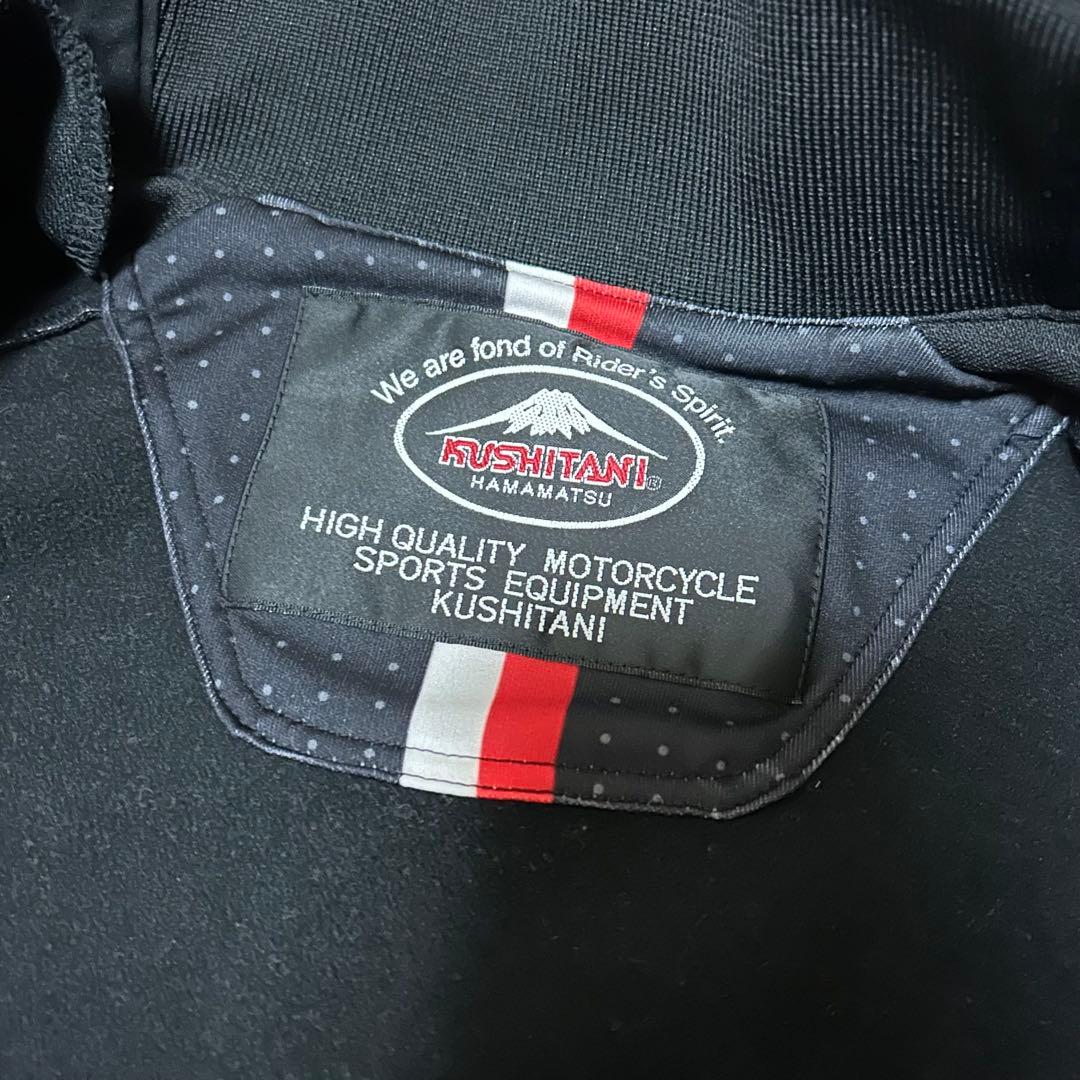 We are fond of Rider's Spirit.
KUSHITANI®
HAMAMATSU
HIGH QUALITY MOTORCYCLE
SPORTS EQUIPMENT
KUSHITANI